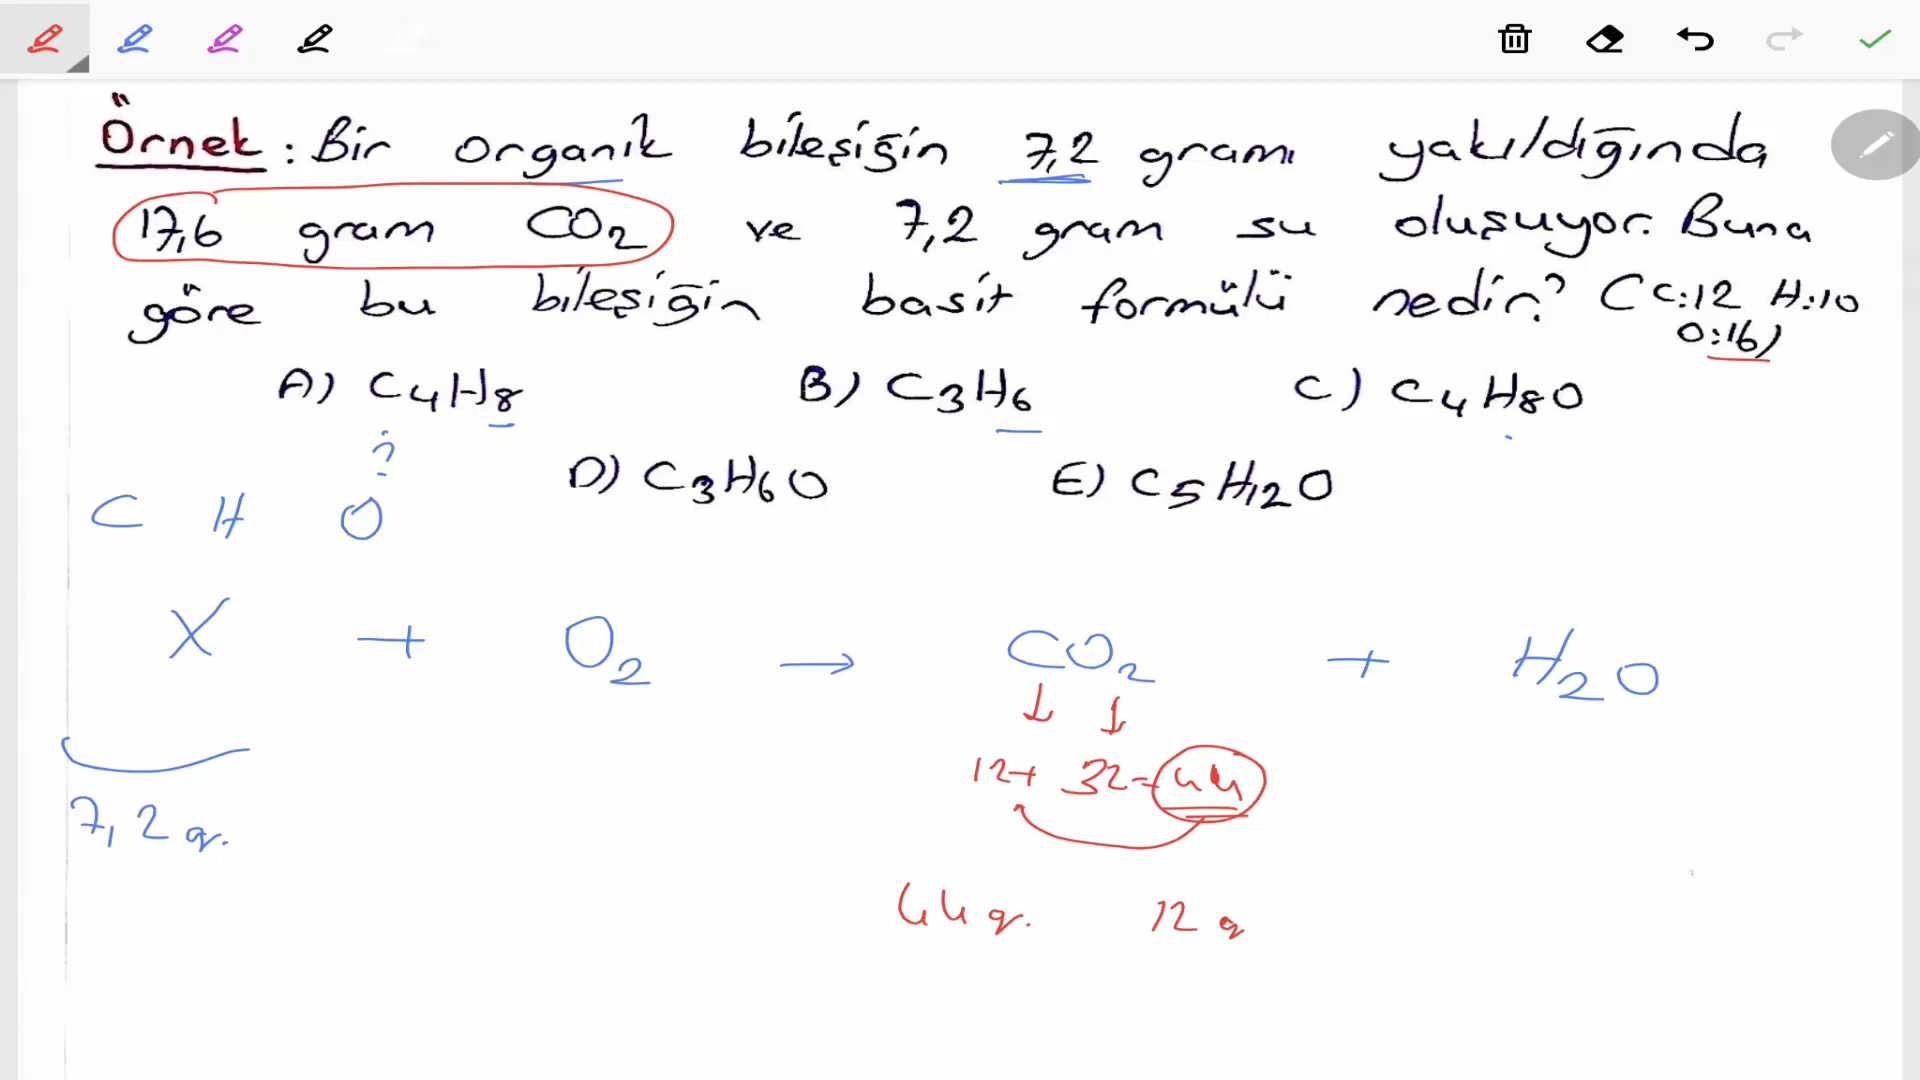 Örnek : Bir organik bileşiğin 7,2 gramı yakıldığında
17,6 gram CO2 ve 7,2 gram su oluşuyor. Buna
göre bu bileşiğin basit formülü nedir? (C:12 H:10
O:16)
A) C4H8 B) C3H6 C) C4H8O
?
D) C3H6O E) C5H12O
C H O
X + O2 → CO2 + H2O
↓ ↓
12+ 32=44
7,2 g.
44 g. 12 g